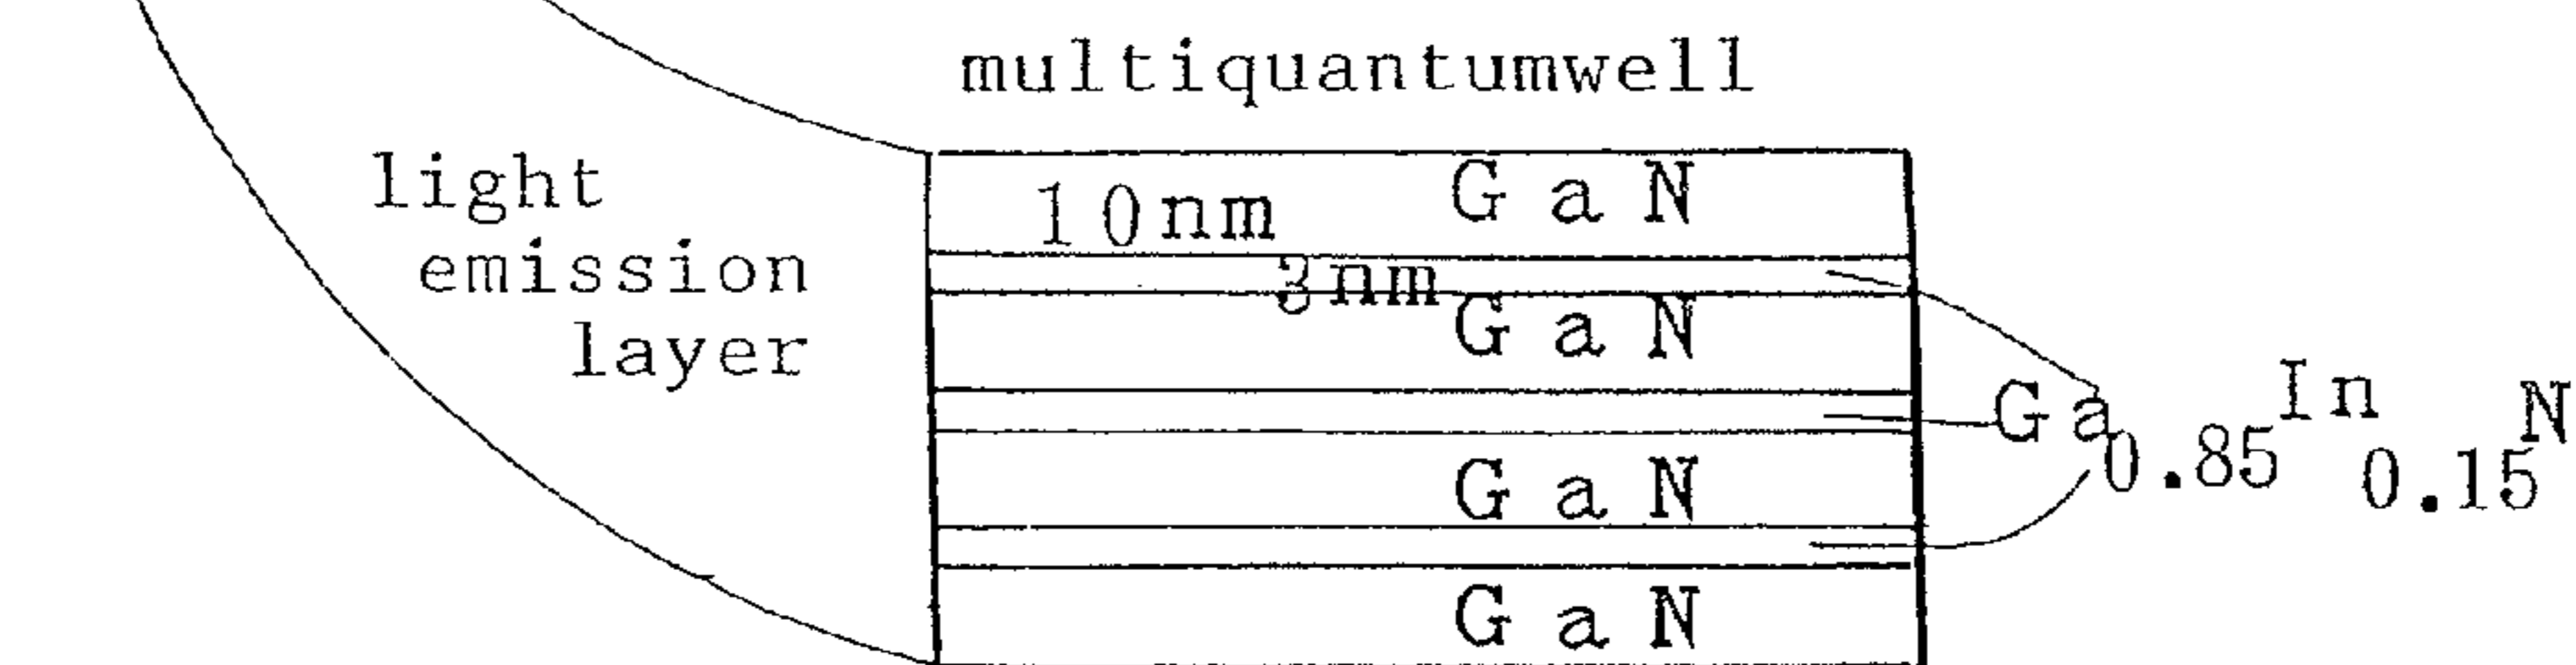 multiquantumwell
light
emission
layer
10nm GaN
3nm
GaN
Ga0.85In0.15N
GaN
GaN